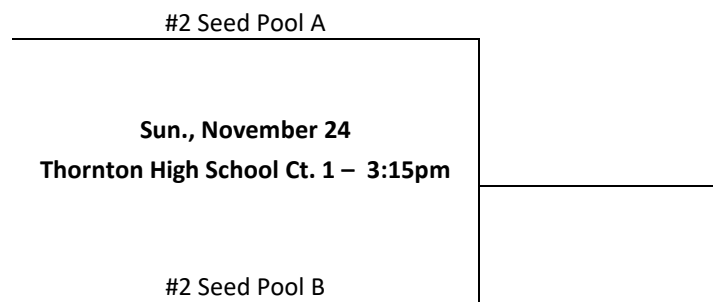 #2 Seed Pool A
Sun., November 24
Thornton High School Ct. 1 – 3:15pm
#2 Seed Pool B